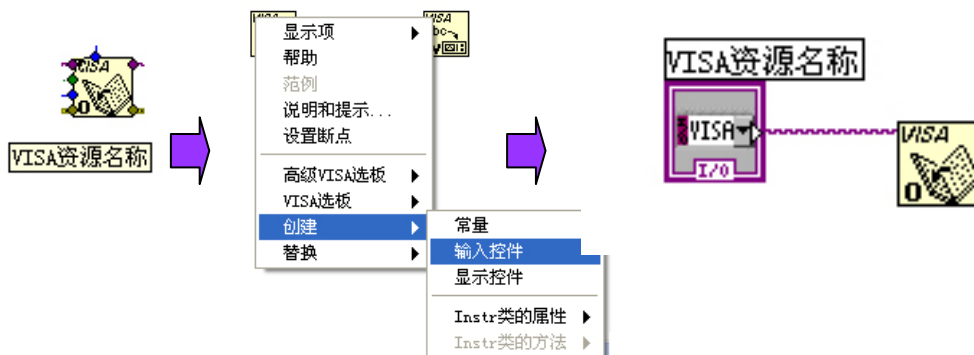 VISA
O
VISA资源名称
VISA
VISA
abc
显示项
帮助
范例
说明和提示...
设置断点
高级VISA选板
VISA选板
创建
替换
常量
输入控件
显示控件
Instr类的属性
Instr类的方法
VISA资源名称
VISA
I/O
VISA
O